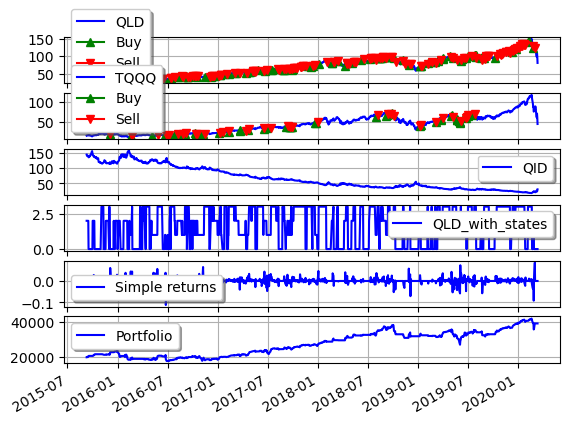 QLD
Buy
Sell
150
100
50
TQQQ
Buy
Sell
100
50
QID
150
100
50
QLD_with_states
2.5
0.0
Simple returns
0.0
−0.1
Portfolio
40000
20000
2015-07
2016-01
2016-07
2017-01
2017-07
2018-01
2018-07
2019-01
2019-07
2020-01